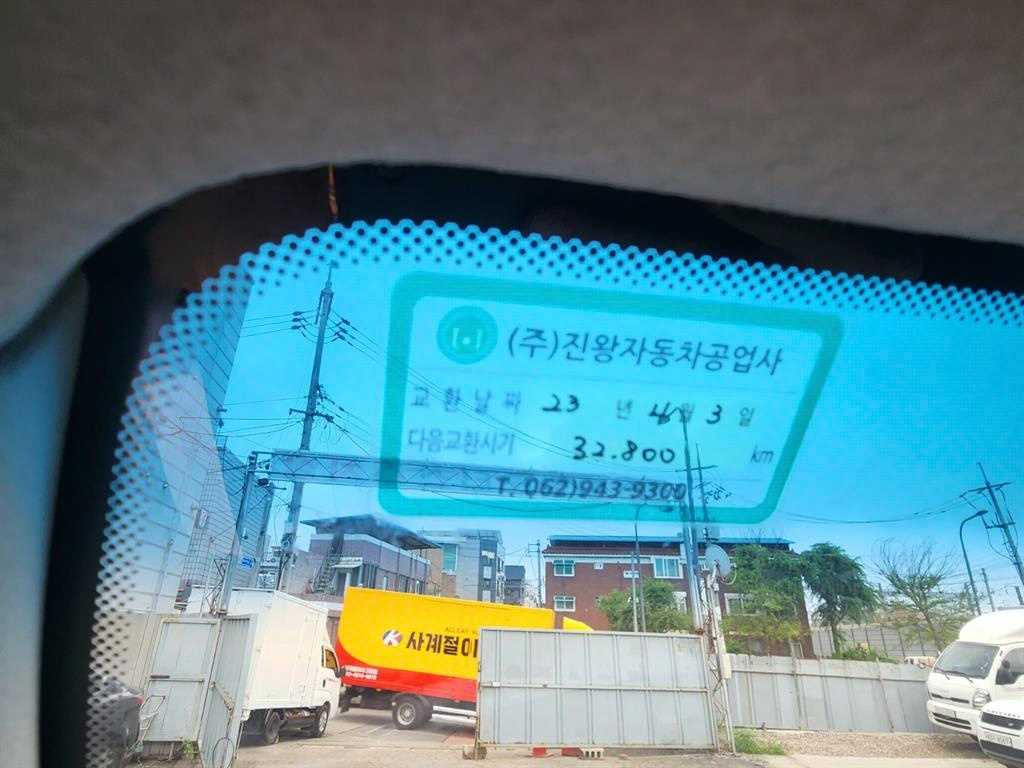 (주)진왕자동차공업사
교환날짜 23 년 4월 3 일
다음교환시기 32.800 km
T. 062)943-9300
사계절이